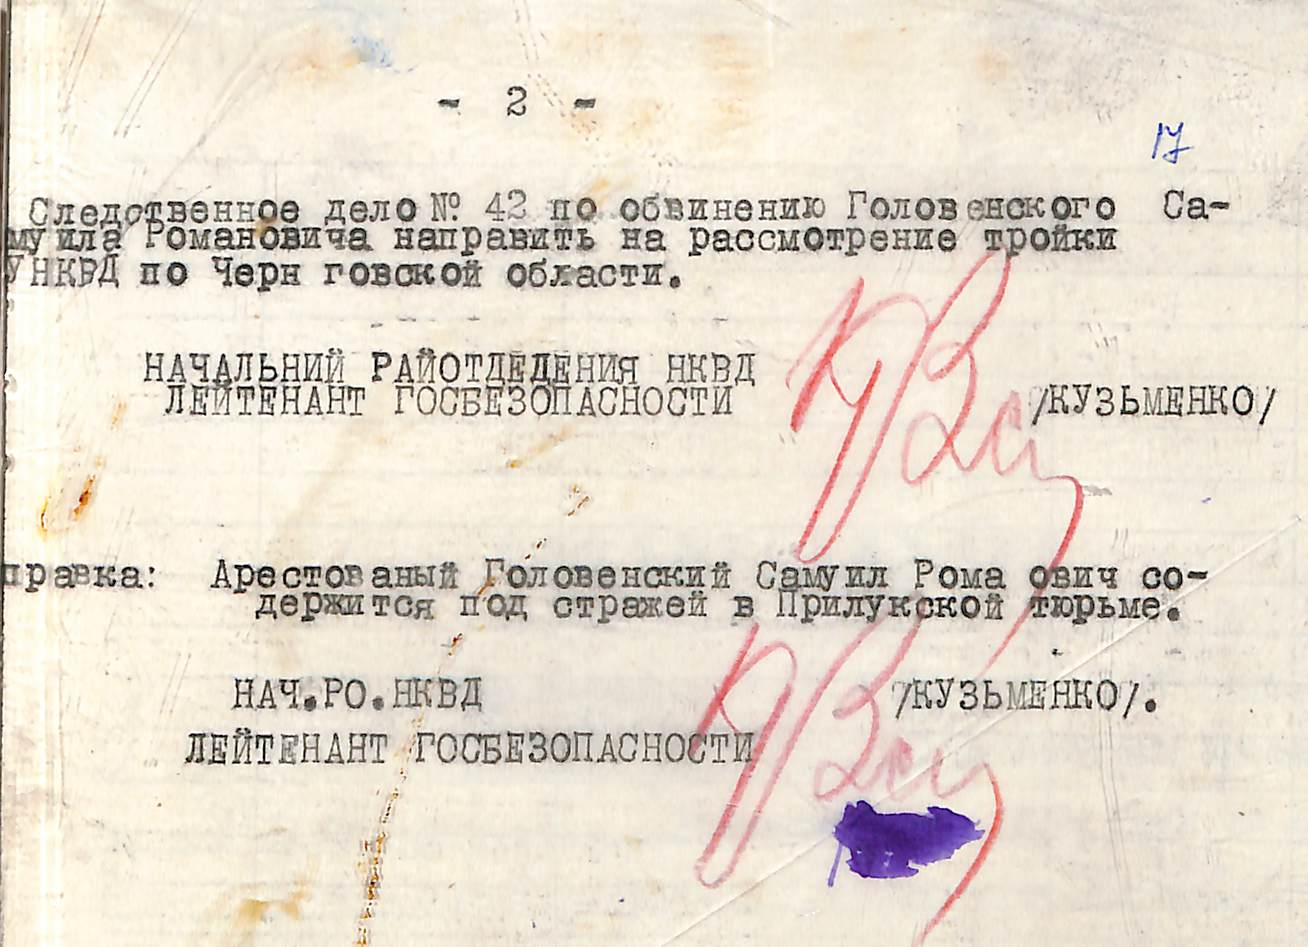 - 2 -
17
Следственное дело № 42 по обвинению Головенского Са-
муила Романовича направить на рассмотрение тройки
УНКВД по Черн говской области.
НАЧАЛЬНИЙ РАЙОТДЕДЕНИЯ НКВД
ЛЕЙТЕНАНТ ГОСБЕЗОПАСНОСТИ /КУЗЬМЕНКО/
правка: Арестованый Головенский Самуил Рома ович со-
держится под стражей в Прилукской тюрьме.
НАЧ.РО.НКВД /КУЗЬМЕНКО/.
ЛЕЙТЕНАНТ ГОСБЕЗОПАСНОСТИ